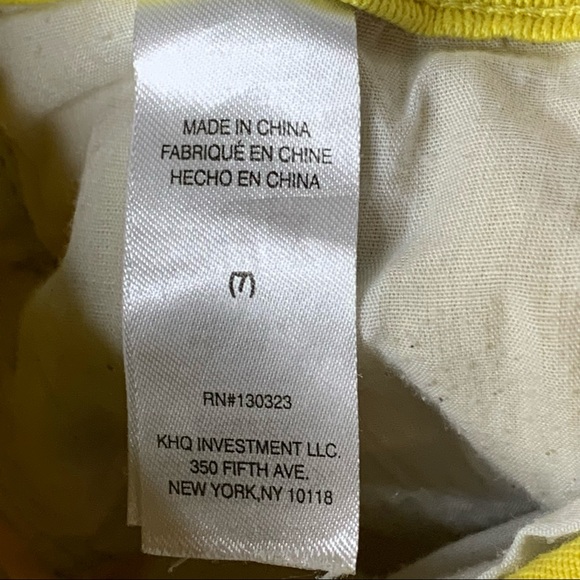 MADE IN CHINA
FABRIQUÉ EN CHINE
HECHO EN CHINA
(7)
RN#130323
KHQ INVESTMENT LLC.
350 FIFTH AVE.
NEW YORK,NY 10118